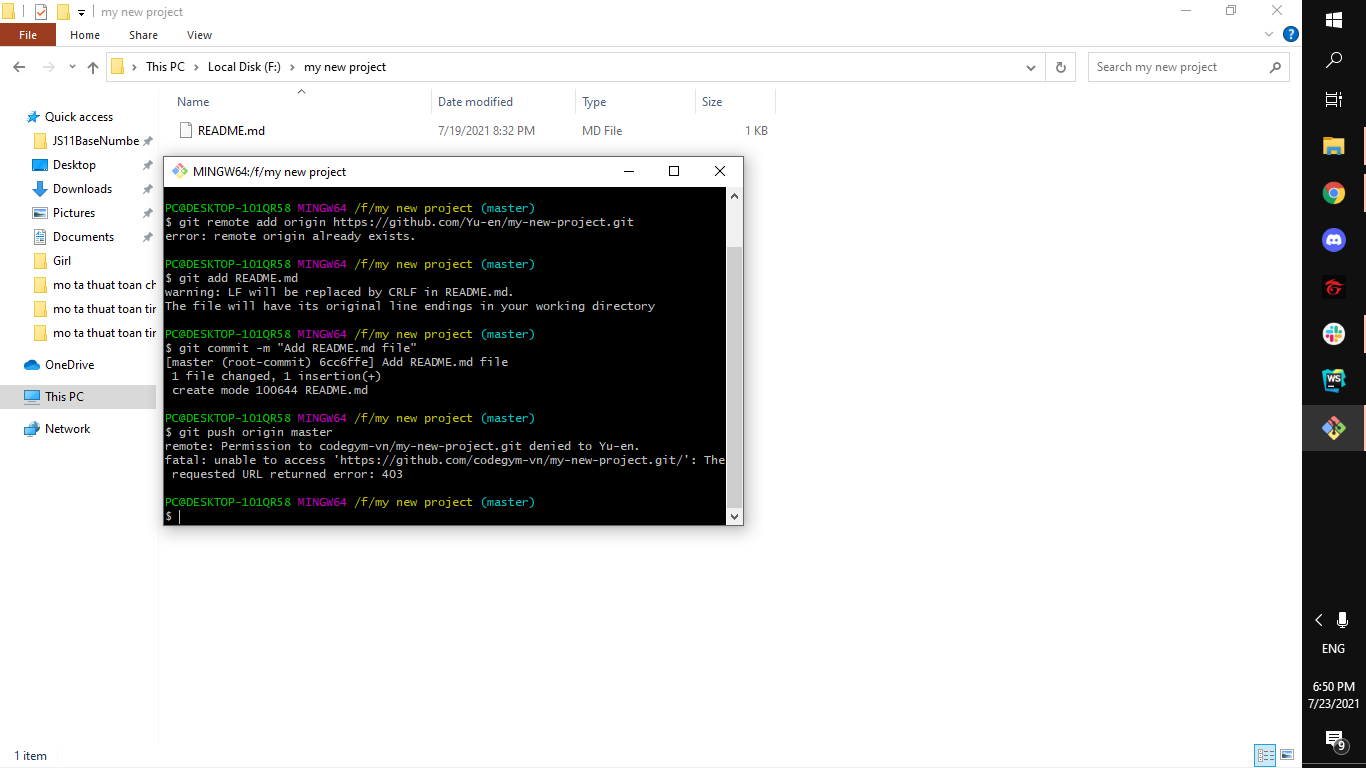 my new project
File Home Share View
This PC Local Disk (F:) my new project
Search my new project
Name Date modified Type Size
README.md 7/19/2021 8:32 PM MD File 1 KB
Quick access
JS11BaseNumbe
Desktop
Downloads
Pictures
Documents
Girl
mo ta thuat toan ch
mo ta thuat toan tir
mo ta thuat toan tir
OneDrive
This PC
Network
MINGW64:/f/my new project
PC@DESKTOP-101QR58 MINGW64 /f/my new project (master)
$ git remote add origin https://github.com/Yu-en/my-new-project.git
error: remote origin already exists.
PC@DESKTOP-101QR58 MINGW64 /f/my new project (master)
$ git add README.md
warning: LF will be replaced by CRLF in README.md.
The file will have its original line endings in your working directory
PC@DESKTOP-101QR58 MINGW64 /f/my new project (master)
$ git commit -m "Add README.md file"
[master (root-commit) 6cc6ffe] Add README.md file
1 file changed, 1 insertion(+)
create mode 100644 README.md
PC@DESKTOP-101QR58 MINGW64 /f/my new project (master)
$ git push origin master
remote: Permission to codegym-vn/my-new-project.git denied to Yu-en.
fatal: unable to access 'https://github.com/codegym-vn/my-new-project.git/': The
requested URL returned error: 403
PC@DESKTOP-101QR58 MINGW64 /f/my new project (master)
$
WS
ENG
6:50 PM
7/23/2021
9
1 item